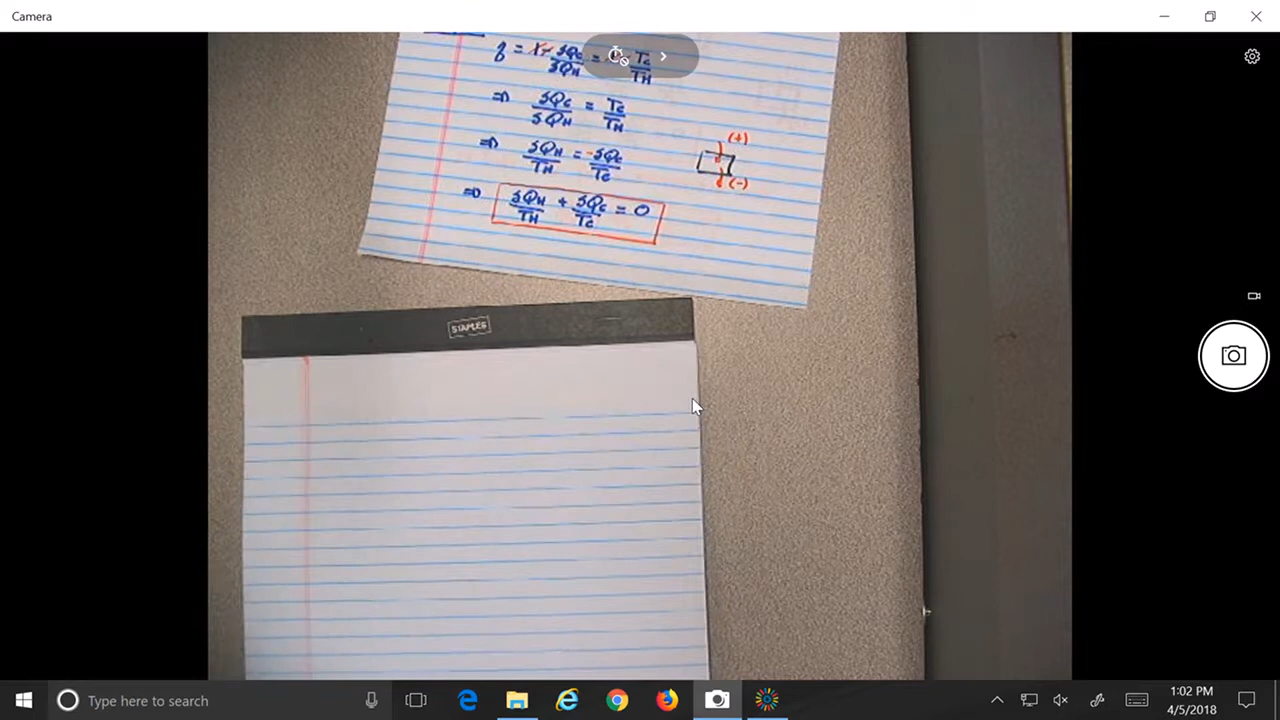 Camera
η = 1 - δQc/δQH = 1 - Tc/TH
⇒ δQc/δQH = Tc/TH
(+)
⇒ δQH/TH = -δQc/Tc
(-)
⇒ δQH/TH + δQc/Tc = 0
STAPLES
Type here to search
1:02 PM
4/5/2018